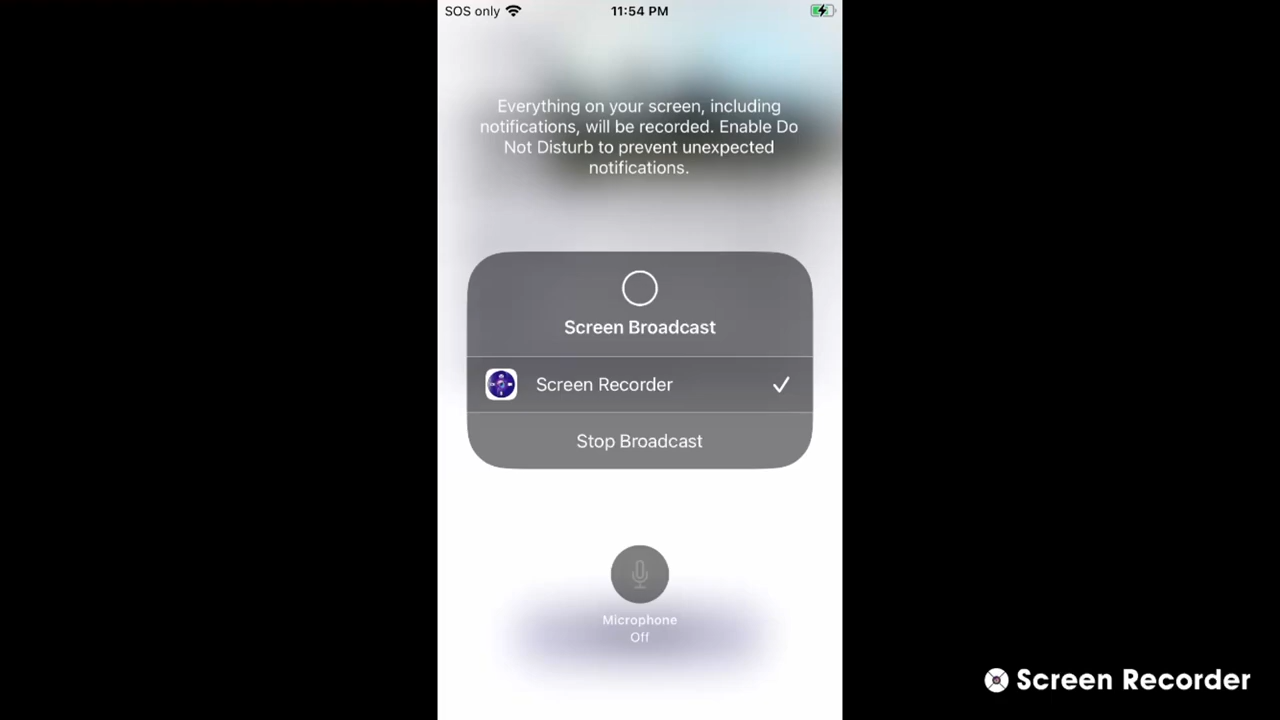 SOS only
11:54 PM
Everything on your screen, including
notifications, will be recorded. Enable Do
Not Disturb to prevent unexpected
notifications.
Screen Broadcast
Screen Recorder
Stop Broadcast
Microphone
Off
Screen Recorder